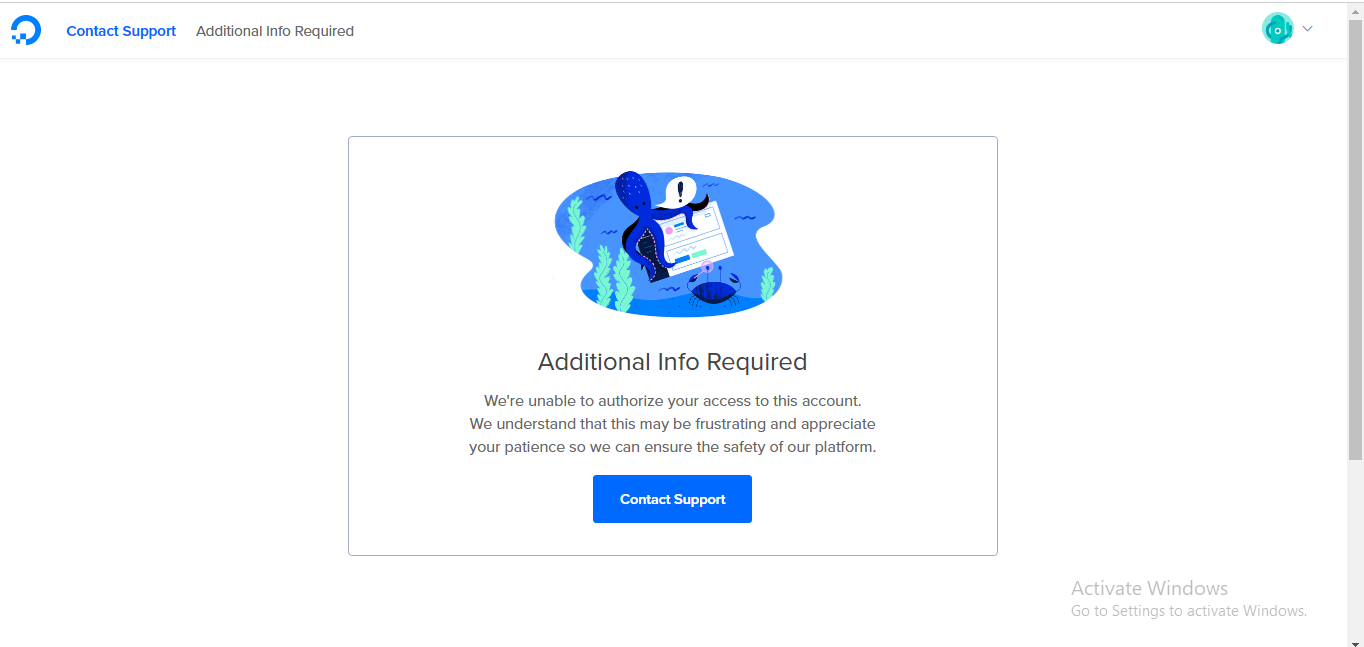 Contact Support Additional Info Required
Additional Info Required
We're unable to authorize your access to this account.
We understand that this may be frustrating and appreciate
your patience so we can ensure the safety of our platform.
Contact Support
Activate Windows
Go to Settings to activate Windows.